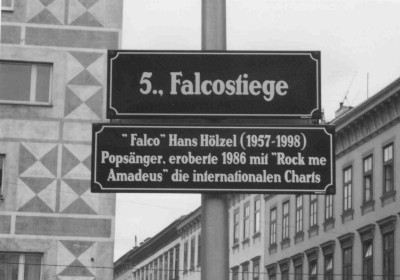 5., Falcostiege
"Falco" Hans Hölzel (1957-1998)
Popsänger, eroberte 1986 mit "Rock me
Amadeus" die internationalen Charts